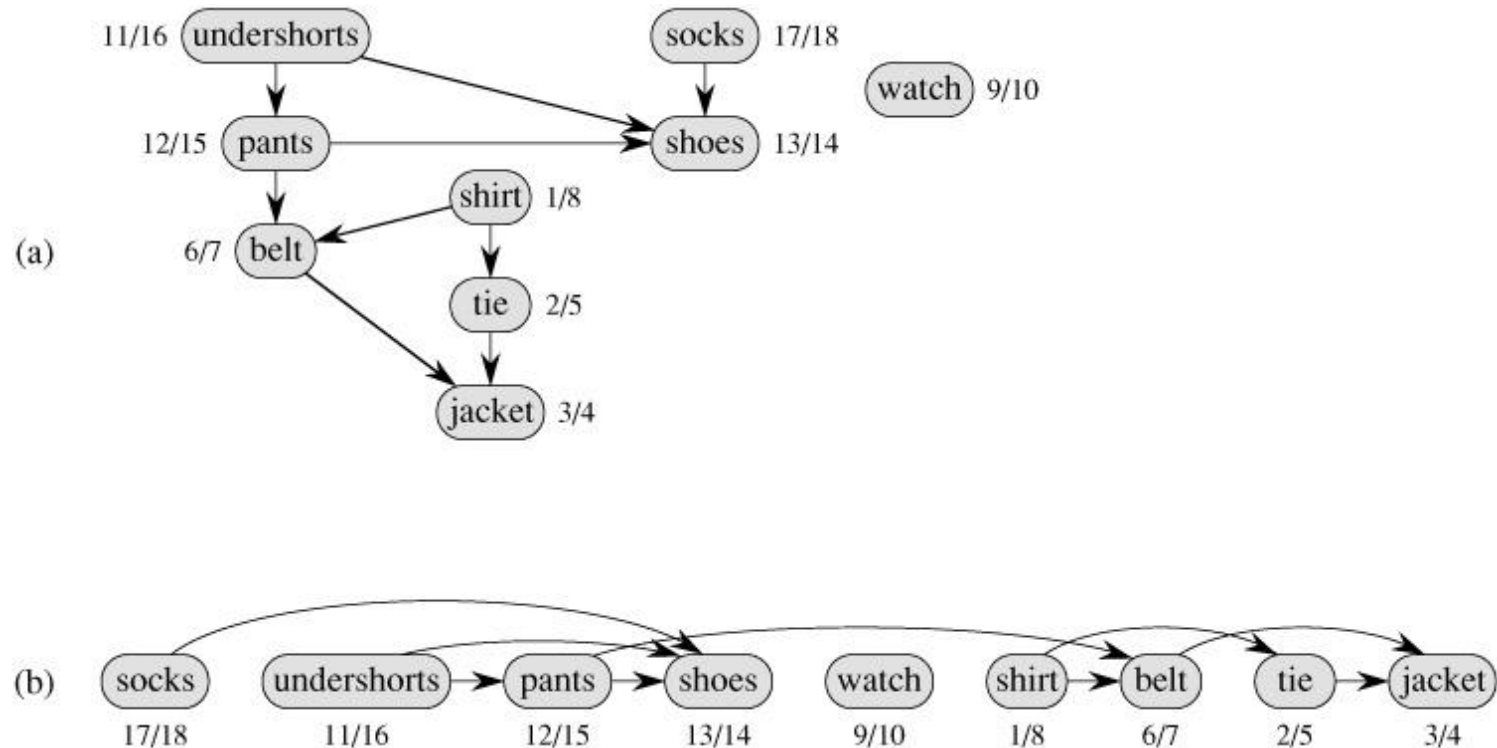 11/16 undershorts socks 17/18
watch 9/10
12/15 pants shoes 13/14
shirt 1/8
(a) 6/7 belt
tie 2/5
jacket 3/4
(b) socks undershorts pants shoes watch shirt belt tie jacket
17/18 11/16 12/15 13/14 9/10 1/8 6/7 2/5 3/4